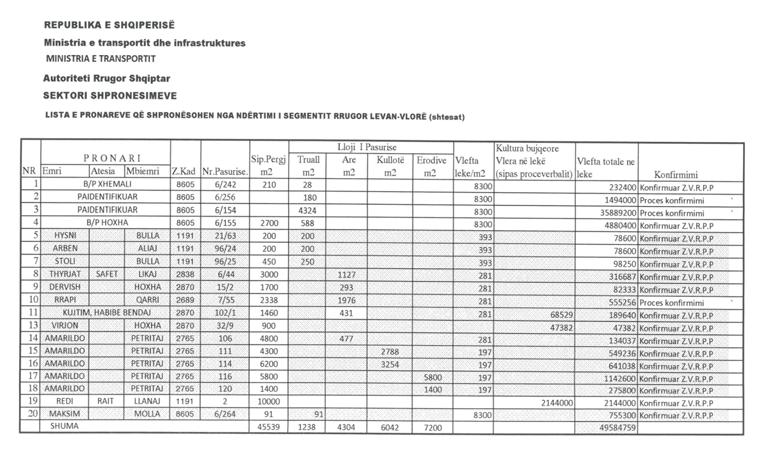 REPUBLIKA E SHQIPERISË
Ministria e transportit dhe infrastruktures
MINISTRIA E TRANSPORTIT
Autoriteti Rrugor Shqiptar
SEKTORI SHPRONESIMEVE
LISTA E PRONAREVE QË SHPRONËSOHEN NGA NDËRTIMI I SEGMENTIT RRUGOR LEVAN-VLORË (shtesat)
PRONARI Lloji I Pasurise Kultura bujqeore
Sip.Pergj Truall Are Kullotë Erodive Vlefta Vlera në lekë Vlefta totale ne
NR Emri Atesia Mbiemri Z.Kad Nr.Pasurise. m2 m2 m2 m2 m2 leke/m2 (sipas proceverbalit) leke Konfirmimi
1 B/P XHEMALI 8605 6/242 210 28 8300 232400 Konfirmuar Z.V.R.P.P
2 PAIDENTIFIKUAR 6/256 180 8300 1494000 Proces konfirmimi
3 PAIDENTIFIKUAR 6/154 4324 8300 35889200 Proces konfirmimi
4 B/P HOXHA 8605 6/155 2700 588 8300 4880400 Konfirmuar Z.V.R.P.P
5 HYSNI BULLA 1191 21/63 200 200 393 78600 Konfirmuar Z.V.R.P.P
6 ARBEN ALIAJ 1191 96/24 200 200 393 78600 Konfirmuar Z.V.R.P.P
7 STOLI BULLA 1191 96/25 450 250 393 98250 Konfirmuar Z.V.R.P.P
8 THYRJAT SAFET LIKAJ 2838 6/44 3000 1127 281 316687 Konfirmuar Z.V.R.P.P
9 DERVISH HOXHA 2870 15/2 1700 293 281 82333 Konfirmuar Z.V.R.P.P
10 RRAPI QARRI 2689 7/55 2338 1976 281 555256 Proces konfirmimi
11 KUJTIM, HABIBE BENDAJ 2870 102/1 1460 431 281 68529 189640 Konfirmuar Z.V.R.P.P
13 VIRJON HOXHA 2870 32/9 900 47382 47382 Konfirmuar Z.V.R.P.P
14 AMARILDO PETRITAJ 2765 106 4800 477 281 134037 Konfirmuar Z.V.R.P.P
15 AMARILDO PETRITAJ 2765 111 4300 2788 197 549236 Konfirmuar Z.V.R.P.P
16 AMARILDO PETRITAJ 2765 114 6200 3254 197 641038 Konfirmuar Z.V.R.P.P
17 AMARILDO PETRITAJ 2765 116 5800 5800 197 1142600 Konfirmuar Z.V.R.P.P
18 AMARILDO PETRITAJ 2765 120 1400 1400 197 275800 Konfirmuar Z.V.R.P.P
19 REDI RAIT LLANAJ 1191 2 10000 2144000 2144000 Konfirmuar Z.V.R.P.P
20 MAKSIM MOLLA 8605 6/264 91 91 8300 755300 Konfirmuar Z.V.R.P.P
SHUMA 45539 1238 4304 6042 7200 49584759